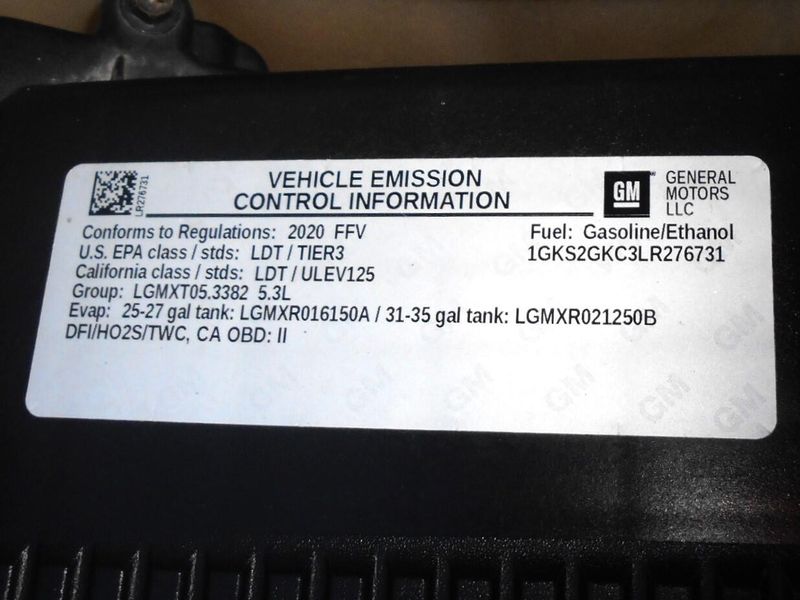 VEHICLE EMISSION
CONTROL INFORMATION
LR276731
GM
GENERAL
MOTORS
LLC
Conforms to Regulations: 2020 FFV
Fuel: Gasoline/Ethanol
U.S. EPA class / stds: LDT / TIER3
1GKS2GKC3LR276731
California class / stds: LDT / ULEV125
Group: LGMXT05.3382 5.3L
Evap: 25-27 gal tank: LGMXR016150A / 31-35 gal tank: LGMXR021250B
DFI/HO2S/TWC, CA OBD: II